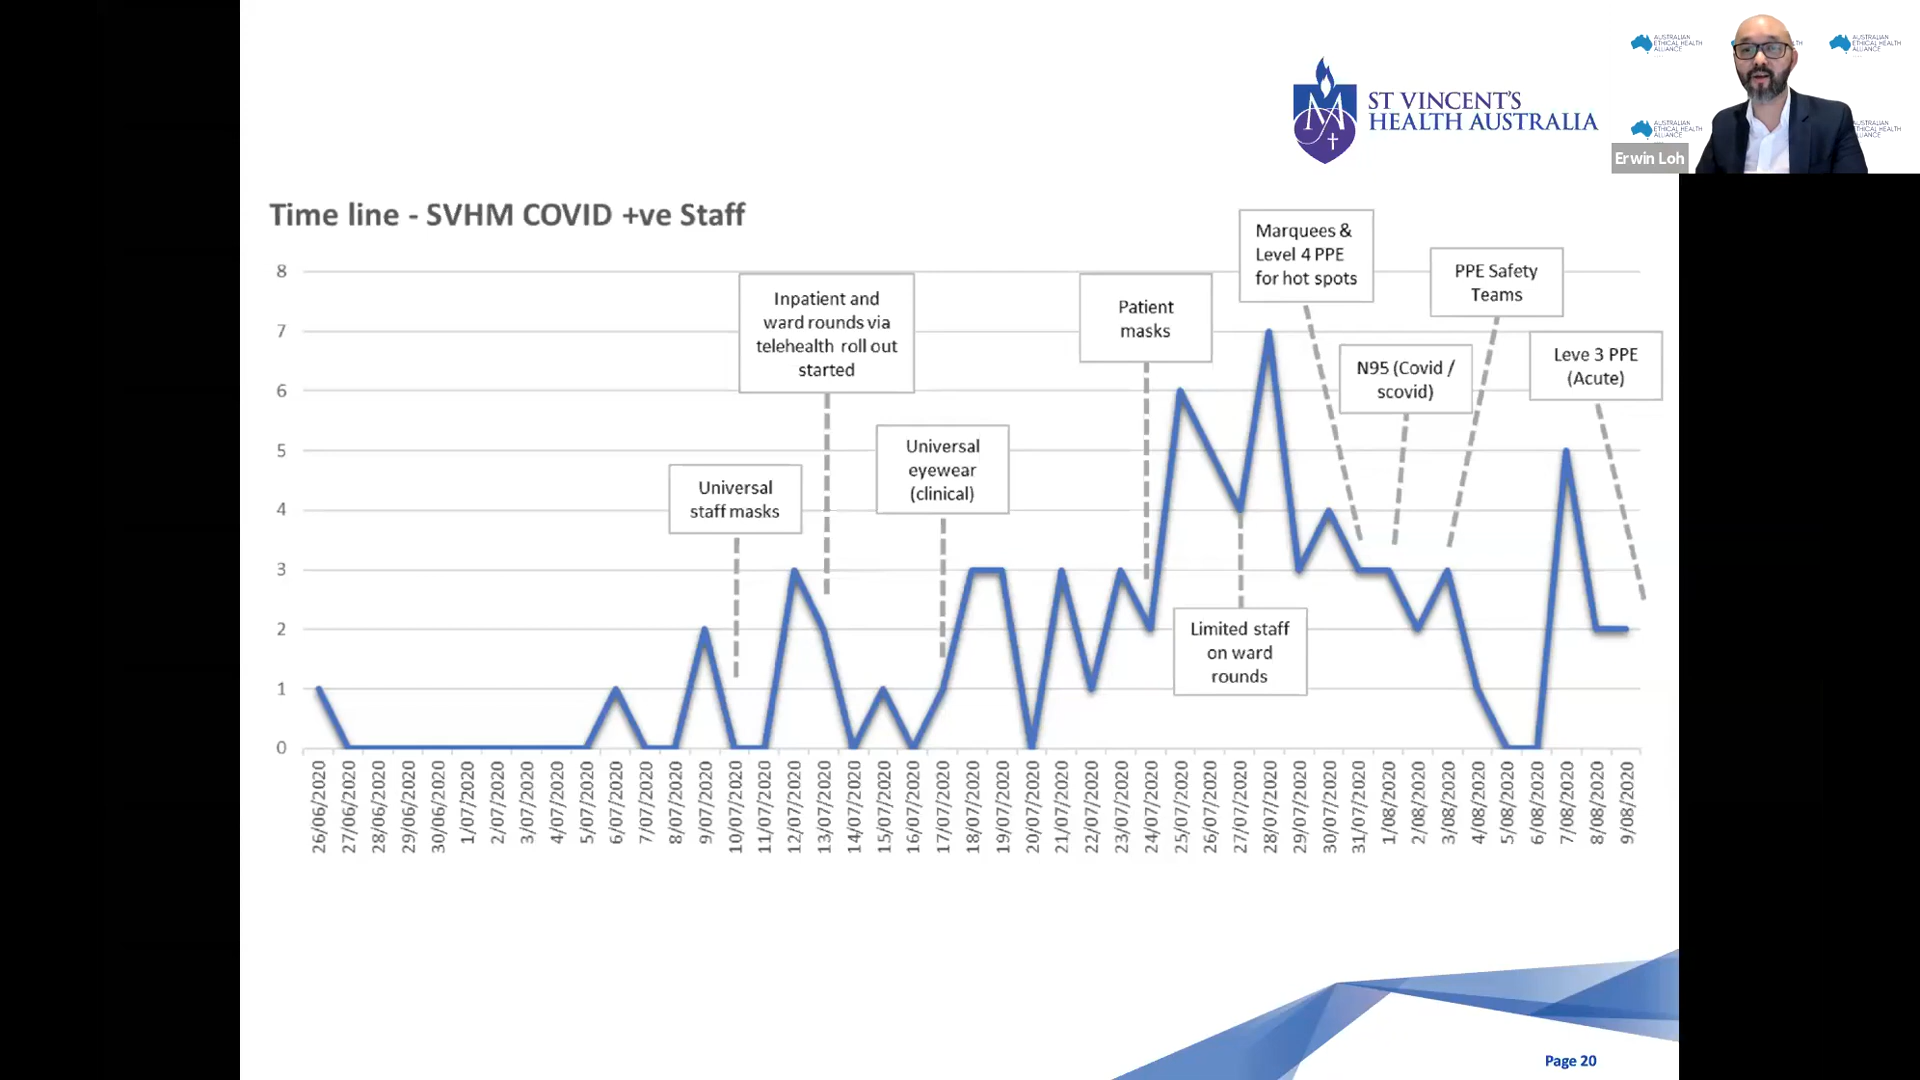 AUSTRALIAN
ETHICAL HEALTH
ALLIANCE
AUSTRALIAN
ETHICAL HEALTH
ALLIANCE
ST VINCENT'S
HEALTH AUSTRALIA
AUSTRALIAN
ETHICAL HEALTH
ALLIANCE
Erwin Loh
Time line - SVHM COVID +ve Staff
Marquees &
Level 4 PPE
for hot spots
PPE Safety
Teams
Inpatient and
ward rounds via
telehealth roll out
started
Patient
masks
Leve 3 PPE
(Acute)
N95 (Covid /
scovid)
Universal
eyewear
(clinical)
Universal
staff masks
Limited staff
on ward
rounds
8
7
6
5
4
3
2
1
0
26/06/2020
27/06/2020
28/06/2020
29/06/2020
30/06/2020
1/07/2020
2/07/2020
3/07/2020
4/07/2020
5/07/2020
6/07/2020
7/07/2020
8/07/2020
9/07/2020
10/07/2020
11/07/2020
12/07/2020
13/07/2020
14/07/2020
15/07/2020
16/07/2020
17/07/2020
18/07/2020
19/07/2020
20/07/2020
21/07/2020
22/07/2020
23/07/2020
24/07/2020
25/07/2020
26/07/2020
27/07/2020
28/07/2020
29/07/2020
30/07/2020
31/07/2020
1/08/2020
2/08/2020
3/08/2020
4/08/2020
5/08/2020
6/08/2020
7/08/2020
8/08/2020
9/08/2020
Page 20